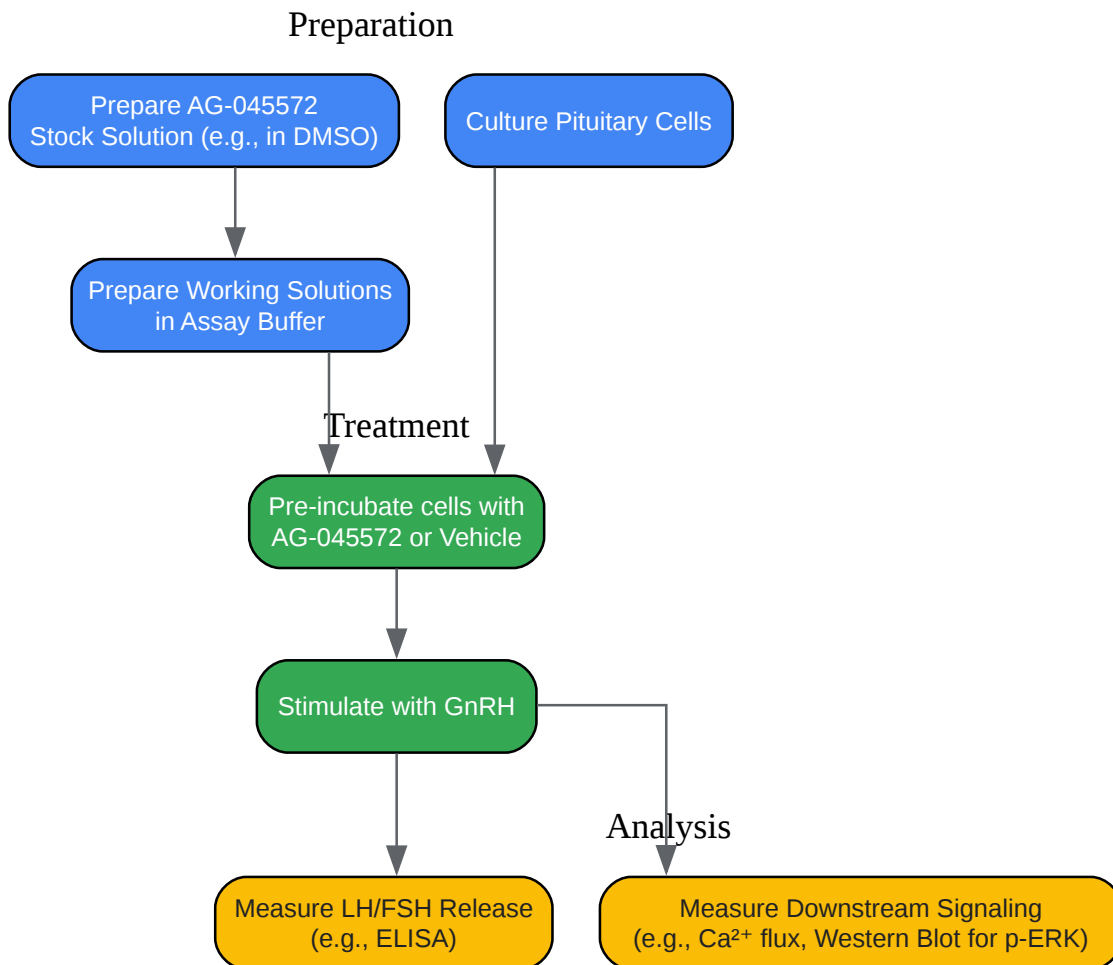 Preparation
Prepare AG-045572
Stock Solution (e.g., in DMSO)
Culture Pituitary Cells
Prepare Working Solutions
in Assay Buffer
Treatment
Pre-incubate cells with
AG-045572 or Vehicle
Stimulate with GnRH
Analysis
Measure LH/FSH Release
(e.g., ELISA)
Measure Downstream Signaling
(e.g., Ca²⁺ flux, Western Blot for p-ERK)